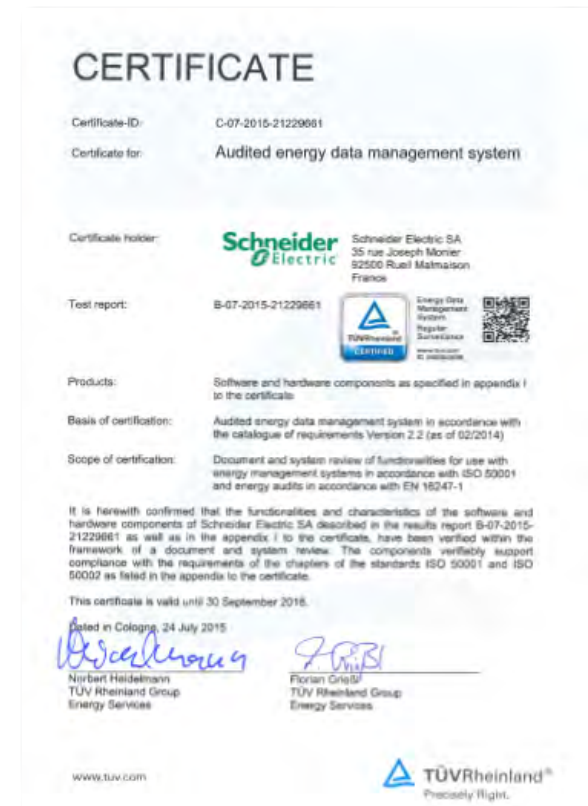 CERTIFICATE
Certificate-ID: C-07-2015-21229661
Certificate for: Audited energy data management system
Certificate holder: Schneider Electric Schneider Electric SA
35 rue Joseph Monier
92500 Rueil Malmaison
France
Test report: B-07-2015-21229661
TÜVRheinland
CERTIFIED
Energy Data
Management
System
Regular
Surveillance
www.tuv.com
Products: Software and hardware components as specified in appendix I
to the certificate
Basis of certification: Audited energy data management system in accordance with
the catalogue of requirements Version 2.2 (as of 02/2014)
Scope of certification: Document and system review of functionalities for use with
energy management systems in accordance with ISO 50001
and energy audits in accordance with EN 16247-1
It is herewith confirmed that the functionalities and characteristics of the software and
hardware components of Schneider Electric SA described in the results report B-07-2015-
21229661 as well as in the appendix I to the certificate, have been verified within the
framework of a document and system review. The components verifiably support
compliance with the requirements of the chapters of the standards ISO 50001 and ISO
50002 as listed in the appendix to the certificate.
This certificate is valid until 30 September 2016.
Dated in Cologne, 24 July 2015
Norbert Heidelmann
TÜV Rheinland Group
Energy Services
Florian Grießl
TÜV Rheinland Group
Energy Services
www.tuv.com
TÜVRheinland®
Precisely Right.